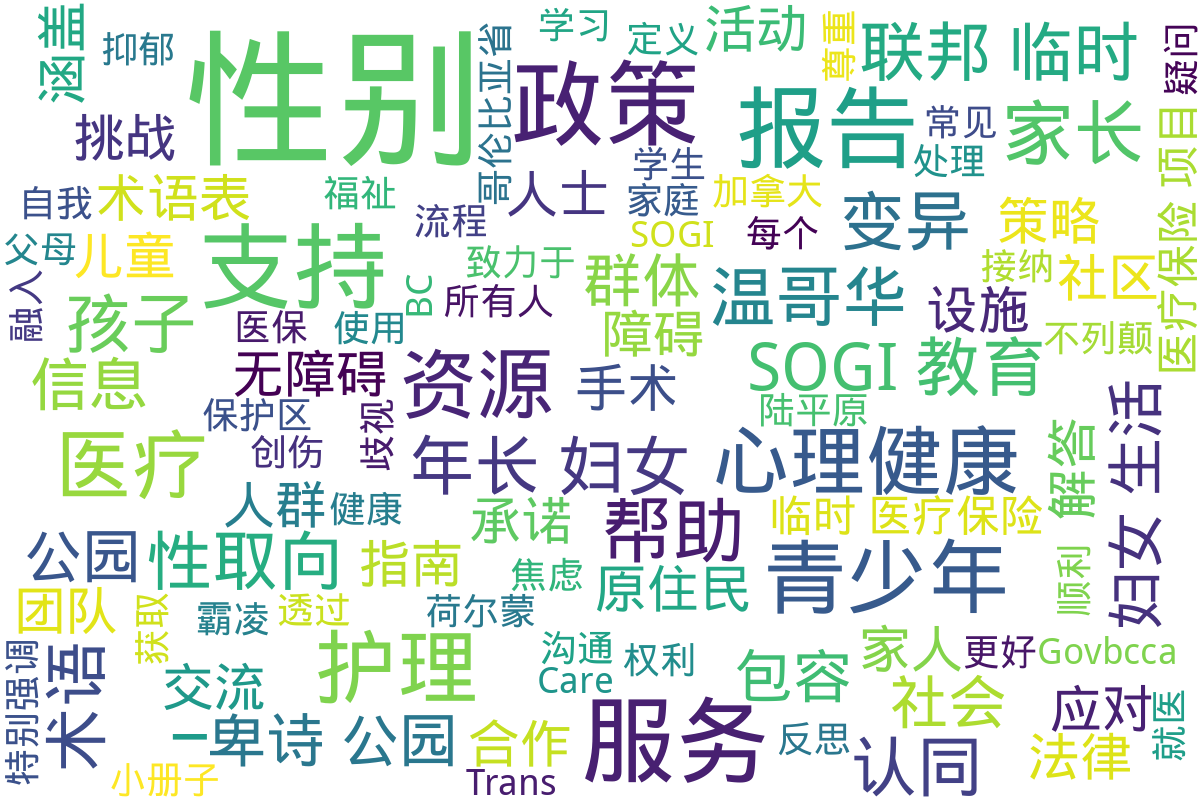 涵盖
抑郁
性别
哥伦比亚省
学习
定义
活动
尊重
联邦 临时
疑问
挑战
政策
报告
常见
家长
项目
处理
学生
自我
术语表
福祉
人士
家庭
加拿大
变异
策略
流程
SOGI
每个
父母
儿童
支持
致力于
群体
接纳
社区
医疗保险
融入
孩子
BC
所有人
温哥华
设施
医保
使用
障碍
不列颠
信息
无障碍
资源
手术
SOGI 教育
保护区
歧视
陆平原
妇女 生活
医疗
创伤
年长 妇女
心理健康
解答
人群
健康
承诺
帮助
临时 医疗保险
公园
性取向
指南
焦虑
原住民
青少年
顺利
团队
获取
霸凌
透过
荷尔蒙
特别强调
术语
护理
沟通
权利
家人
更好
Govbcca
交流
Care
包容
社会
应对
就医
一卑诗 公园
合作
服务
反思
认同
法律
小册子
Trans